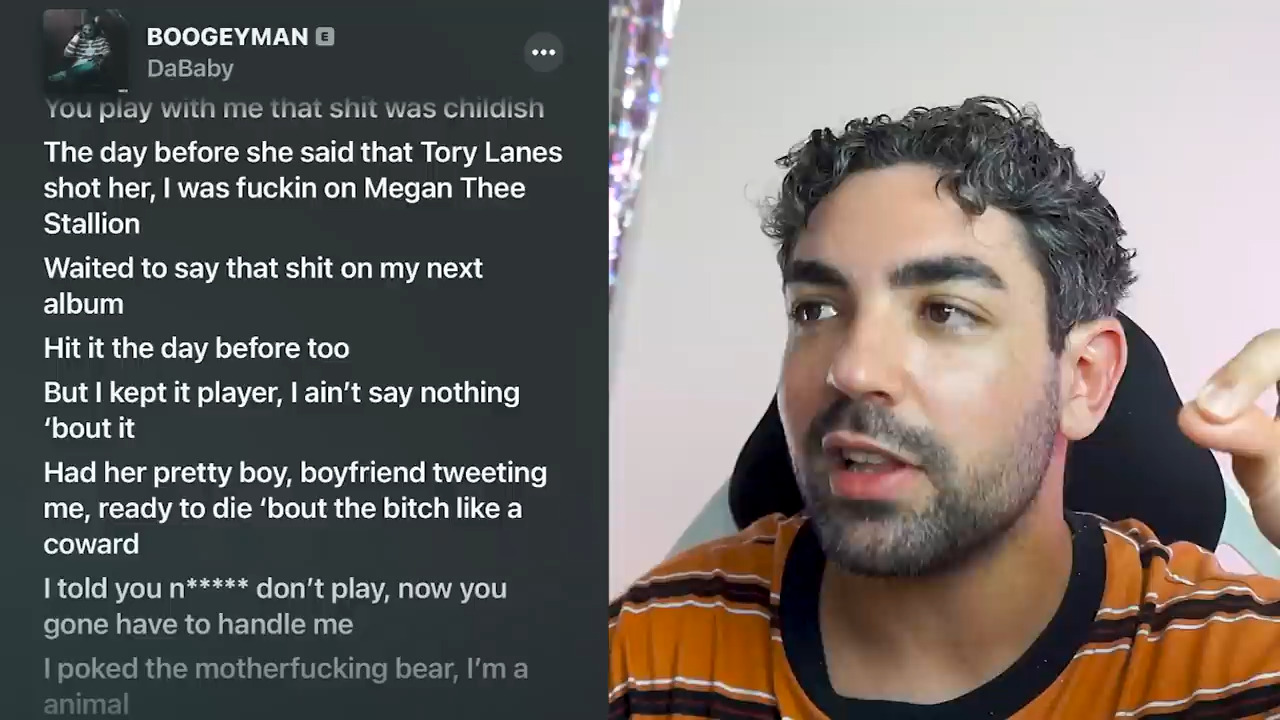 BOOGEYMAN E
DaBaby
You play with me that shit was childish
The day before she said that Tory Lanes
shot her, I was fuckin on Megan Thee
Stallion
Waited to say that shit on my next
album
Hit it the day before too
But I kept it player, I ain’t say nothing
‘bout it
Had her pretty boy, boyfriend tweeting
me, ready to die ‘bout the bitch like a
coward
I told you n***** don’t play, now you
gone have to handle me
I poked the motherfucking bear, I’m a
animal